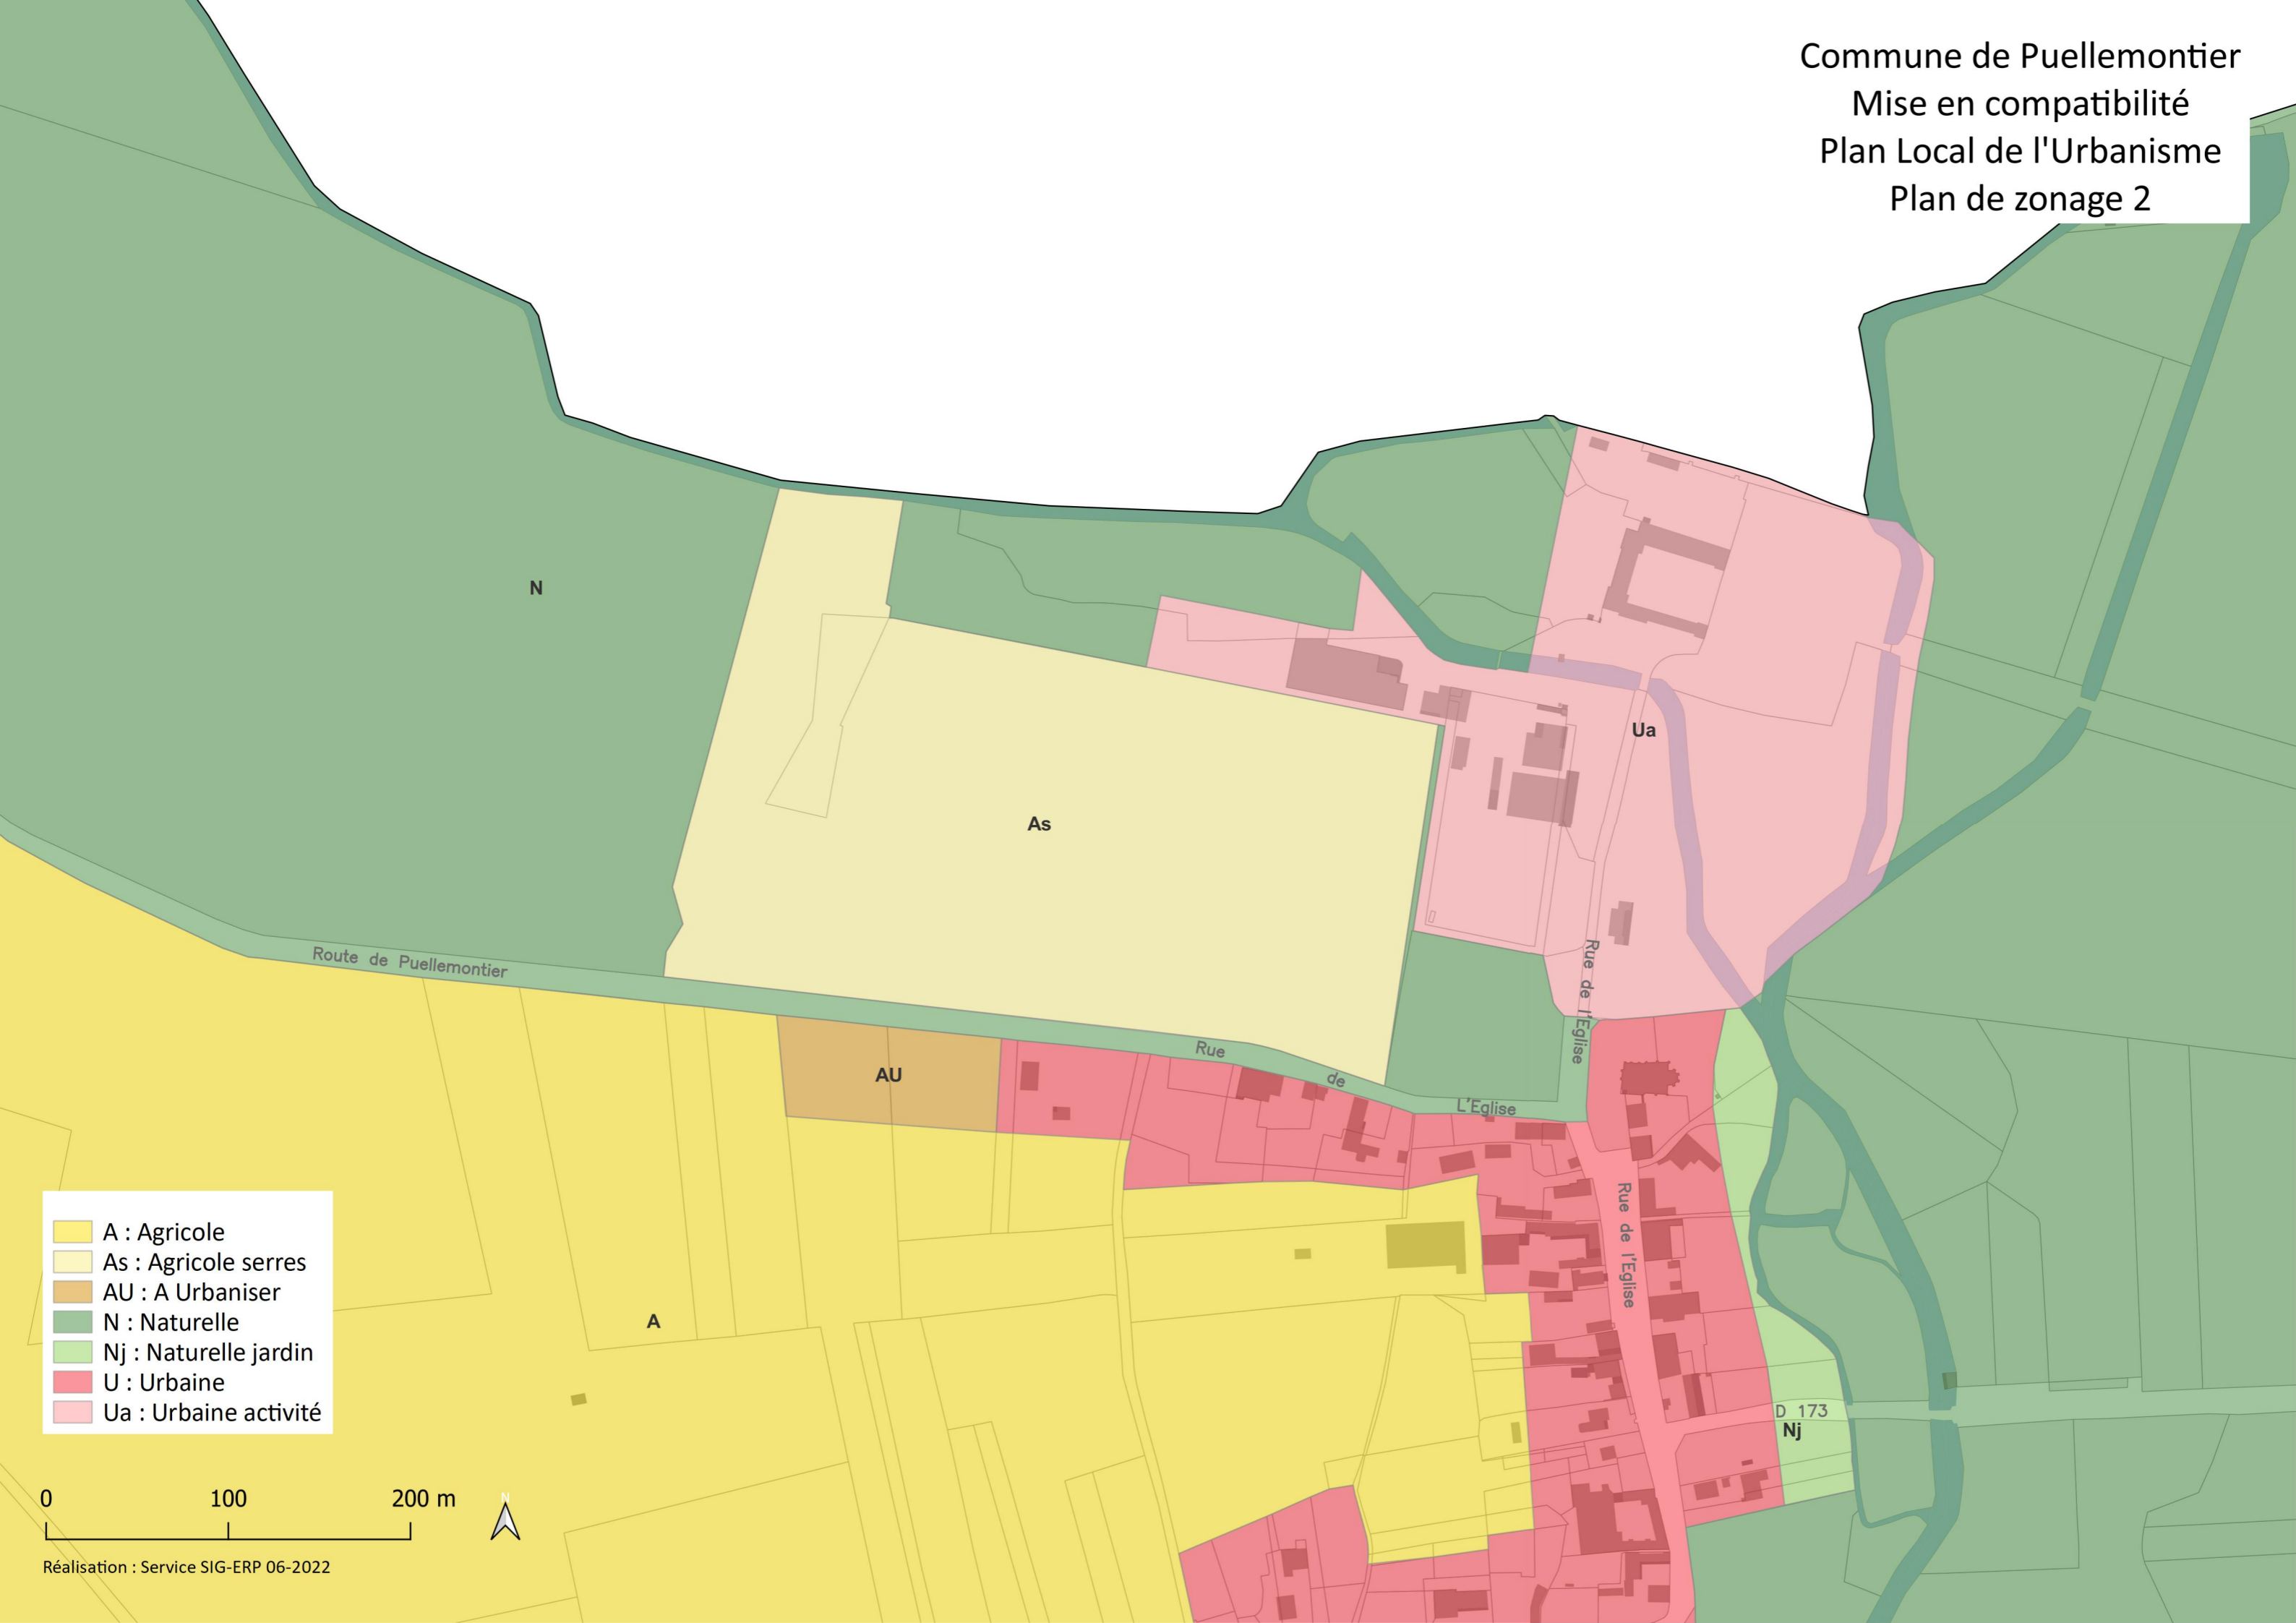 Commune de Puellemontier
Mise en compatibilité
Plan Local de l'Urbanisme
Plan de zonage 2
N
Ua
As
Route de Puellemontier
Rue de l'Eglise
AU
Rue de L'Eglise
Rue de l'Eglise
A
D 173
Nj
A : Agricole
As : Agricole serres
AU : A Urbaniser
N : Naturelle
Nj : Naturelle jardin
U : Urbaine
Ua : Urbaine activité
0 100 200 m
N
Réalisation : Service SIG-ERP 06-2022